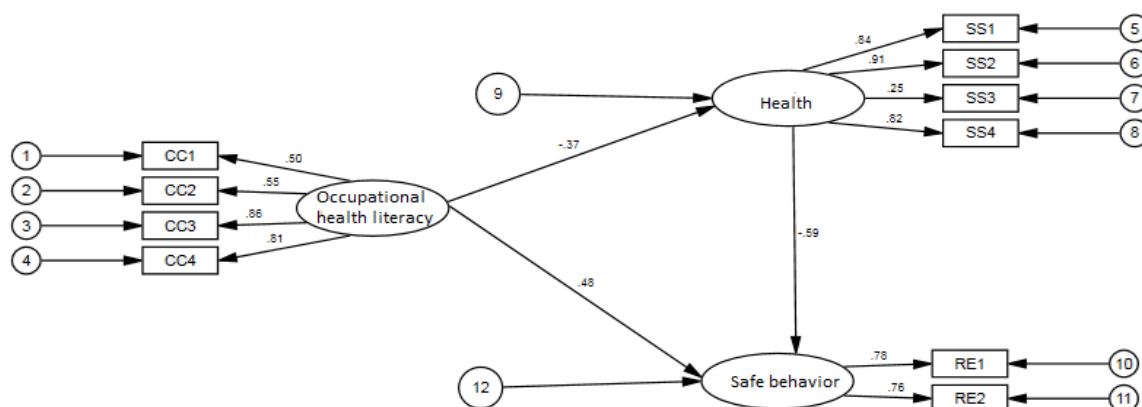 SS1
5
.84
SS2
6
.91
9
Health
.25
SS3
7
.82
SS4
8
-.37
1
CC1
.50
2
CC2
.55
Occupational
health literacy
3
CC3
.86
4
CC4
.81
-.59
.48
.78
RE1
10
12
Safe behavior
.76
RE2
11